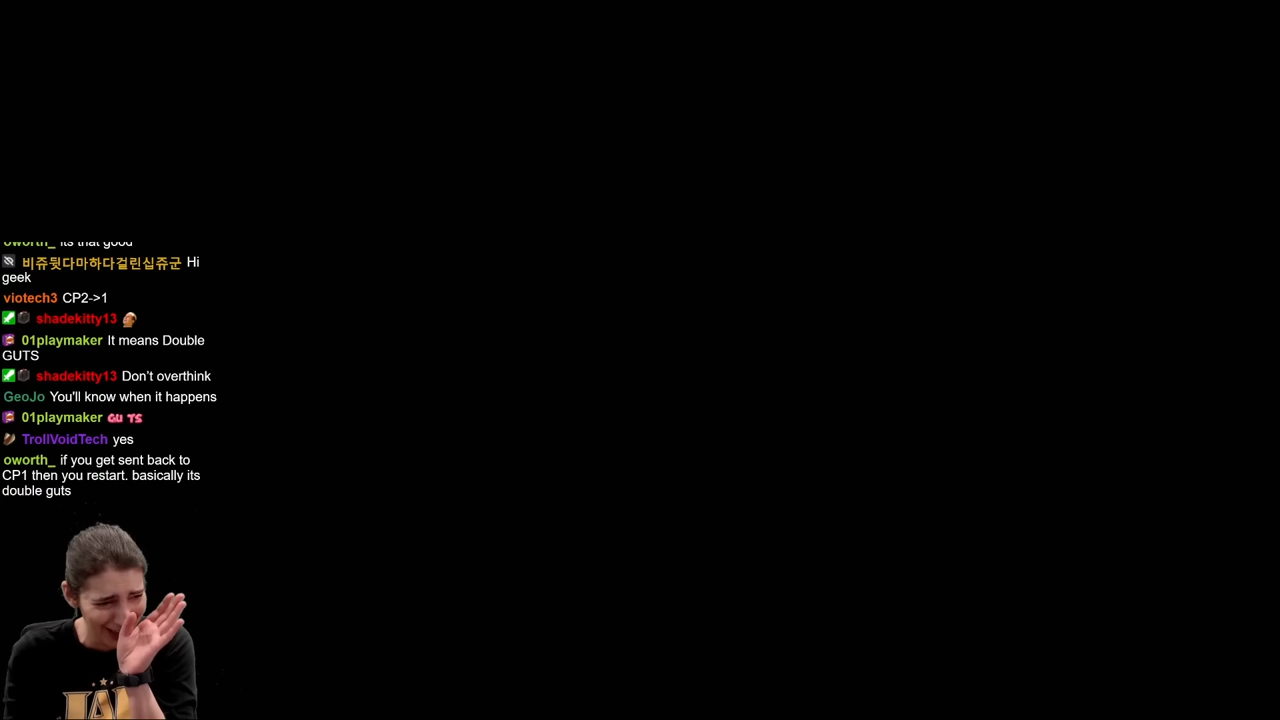 oworth_ its that good
비쥬뒷다마하다걸린십쥬군 Hi
geek
viotech3 CP2->1
shadekitty13
01playmaker It means Double
GUTS
shadekitty13 Don't overthink
GeoJo You'll know when it happens
01playmaker GUTS
TrollVoidTech yes
oworth_ if you get sent back to
CP1 then you restart. basically its
double guts